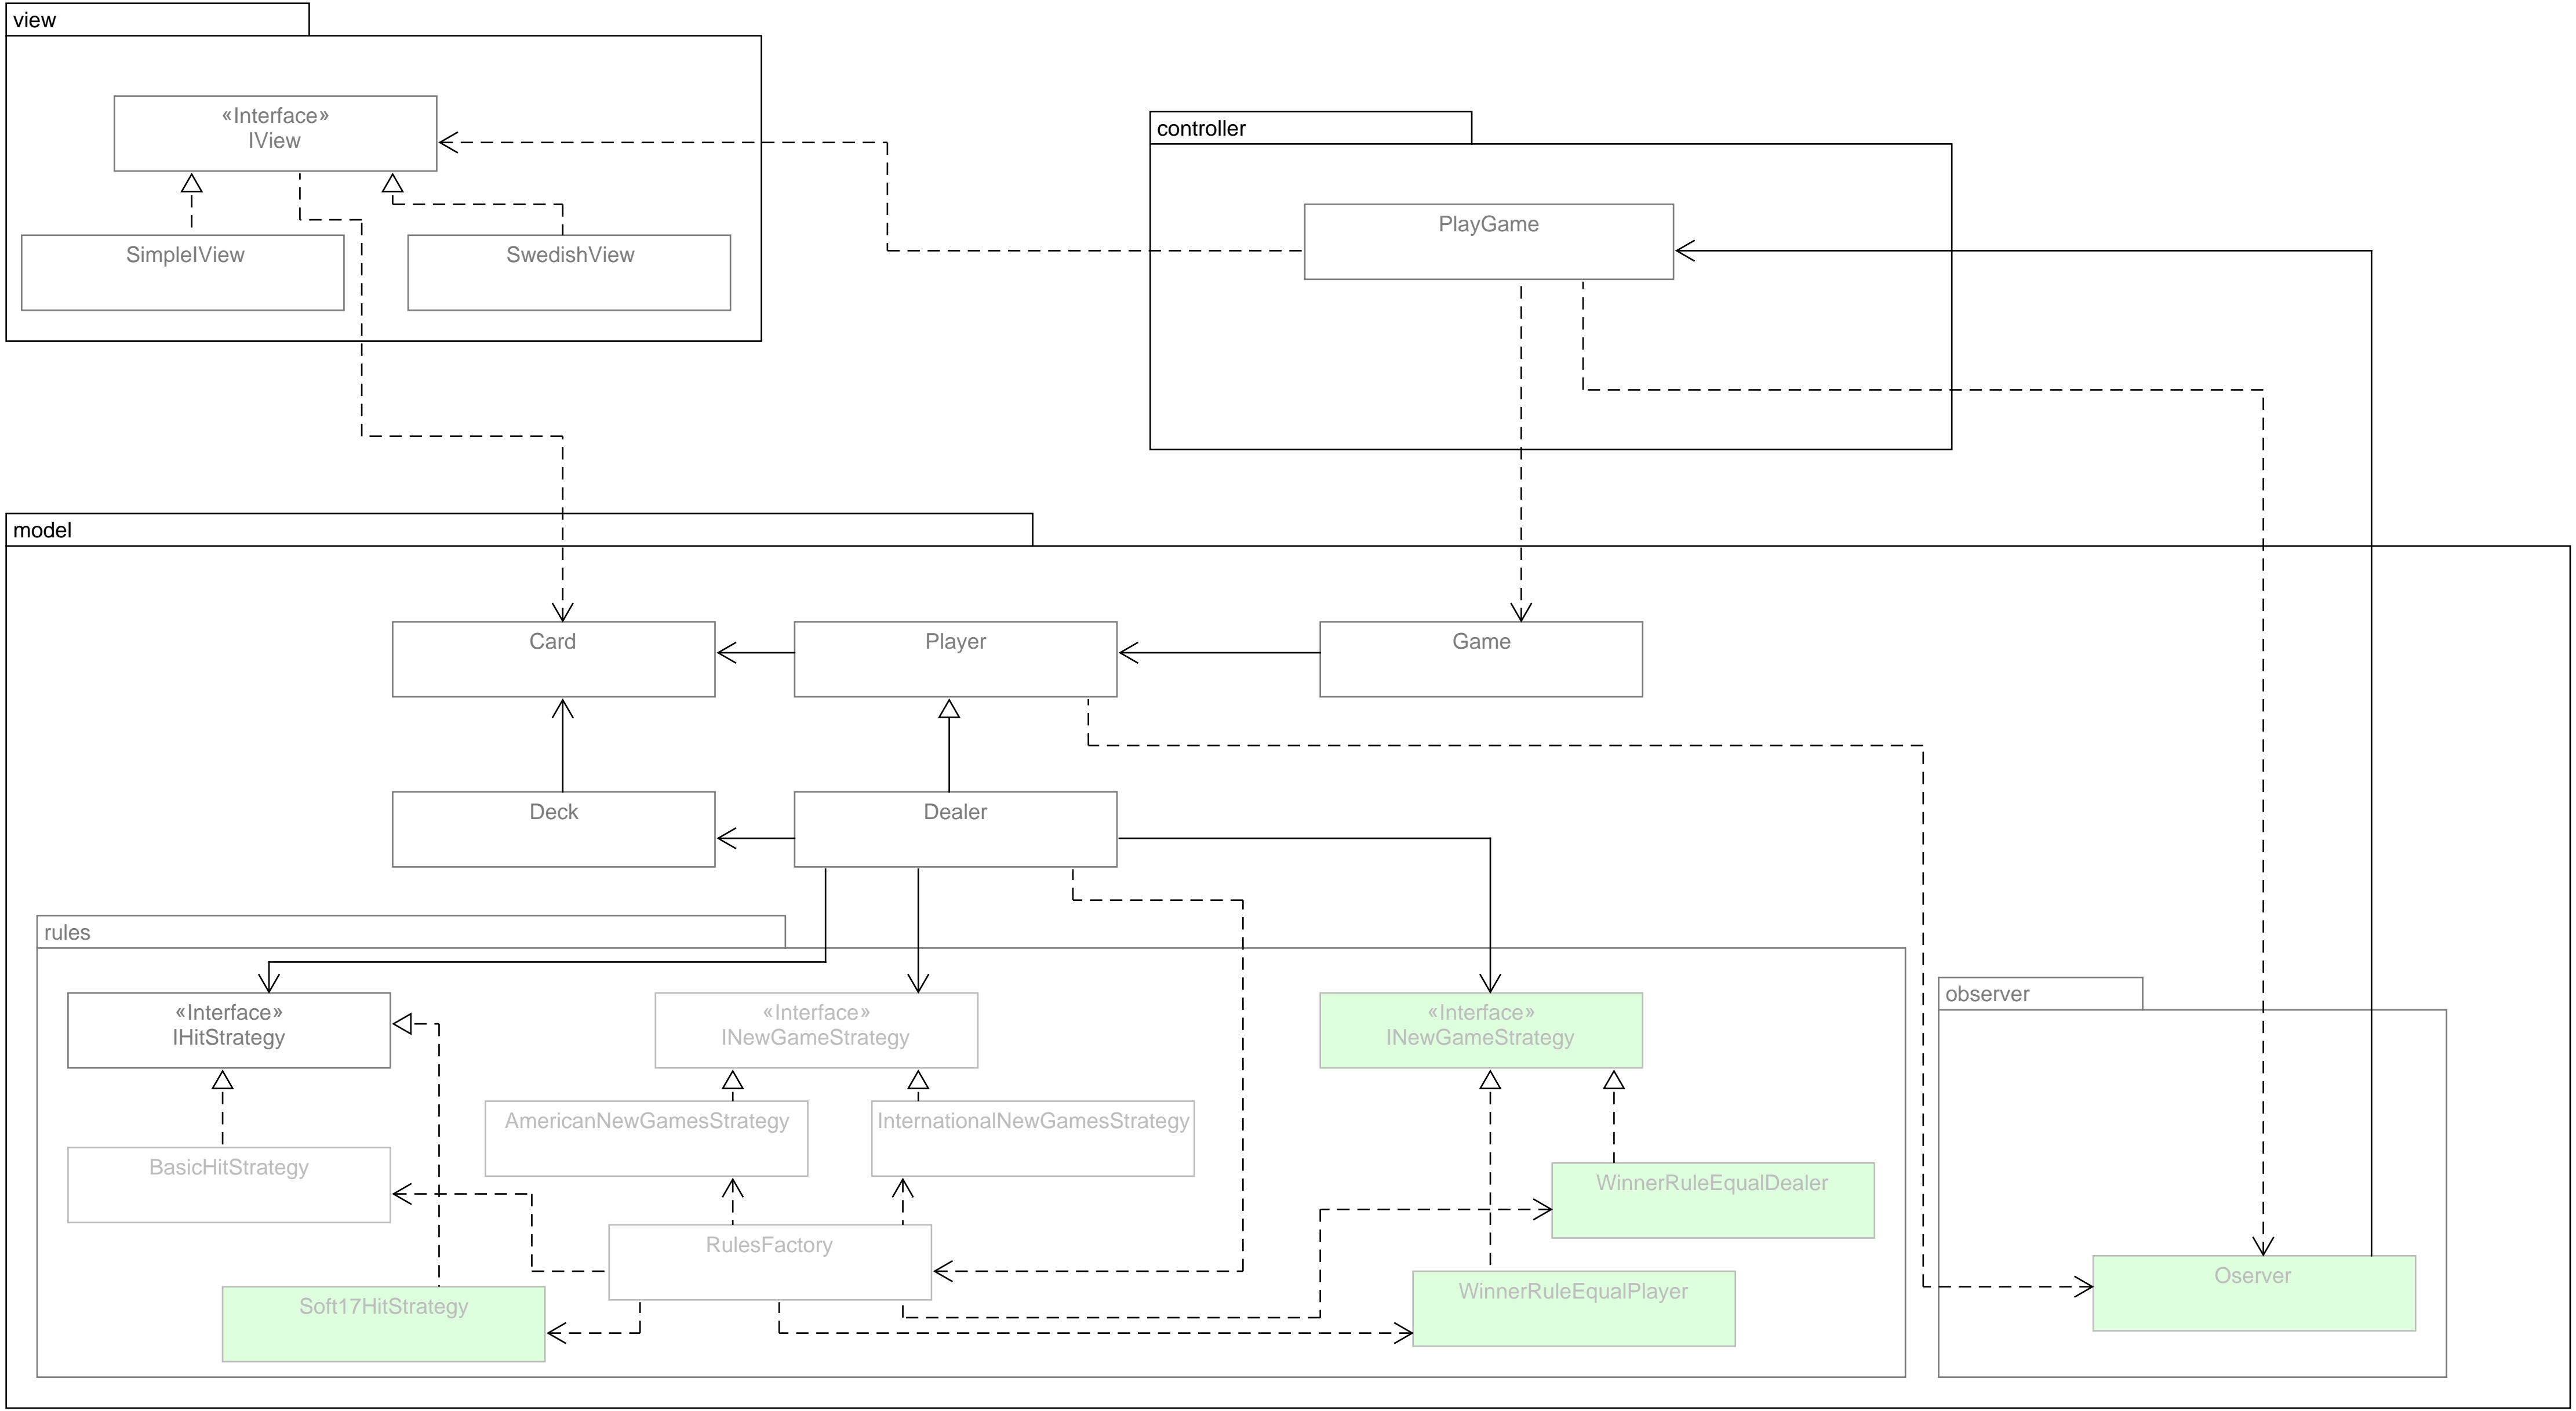 view
«Interface»
IView
SimpleIView
SwedishView
controller
PlayGame
model
Card
Player
Game
Deck
Dealer
rules
«Interface»
IHitStrategy
«Interface»
INewGameStrategy
«Interface»
INewGameStrategy
observer
AmericanNewGamesStrategy
InternationalNewGamesStrategy
BasicHitStrategy
WinnerRuleEqualDealer
RulesFactory
Oserver
Soft17HitStrategy
WinnerRuleEqualPlayer